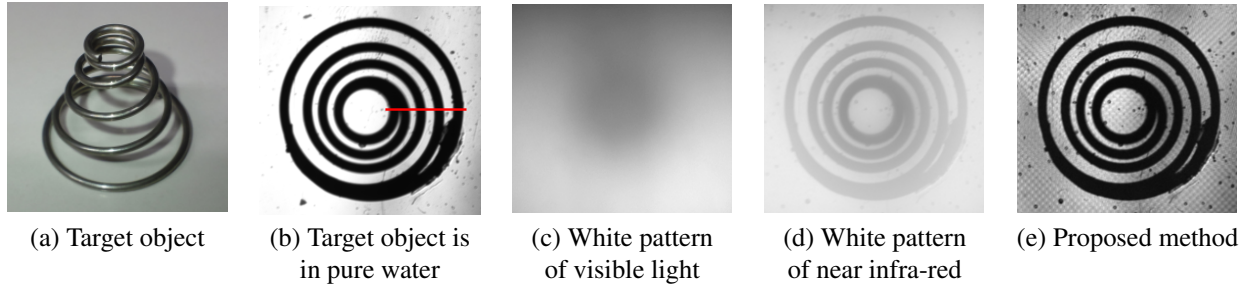 (a) Target object
(b) Target object is
in pure water
(c) White pattern
of visible light
(d) White pattern
of near infra-red
(e) Proposed method